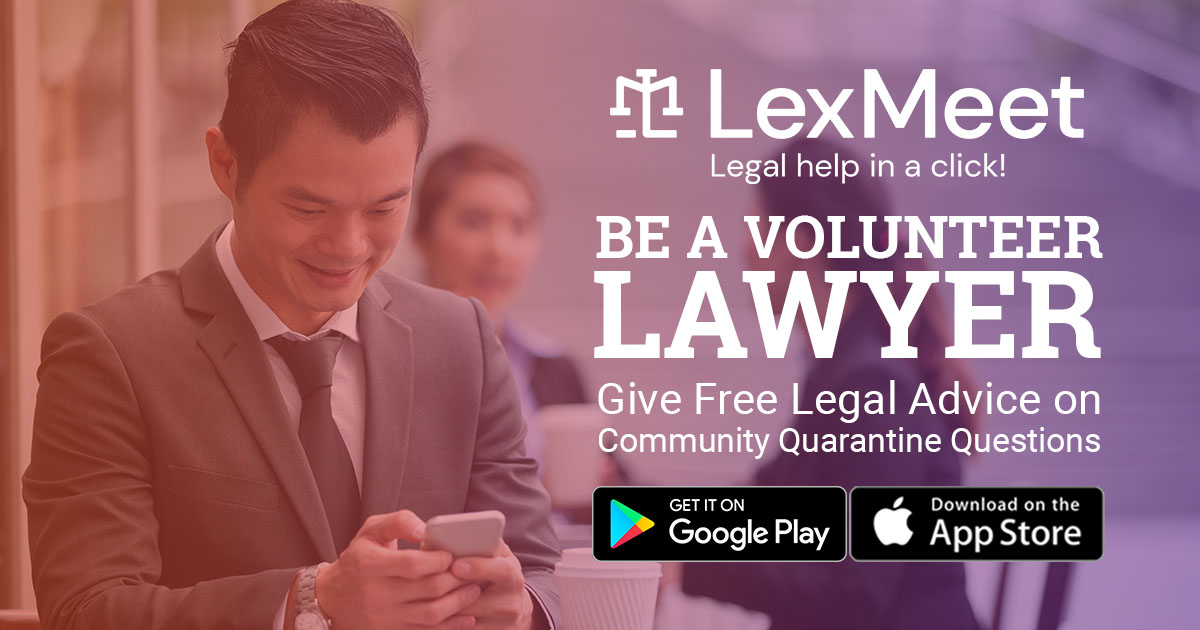 LexMeet
Legal help in a click!
BE A VOLUNTEER
LAWYER
Give Free Legal Advice on
Community Quarantine Questions
GET IT ON
Google Play
Download on the
App Store